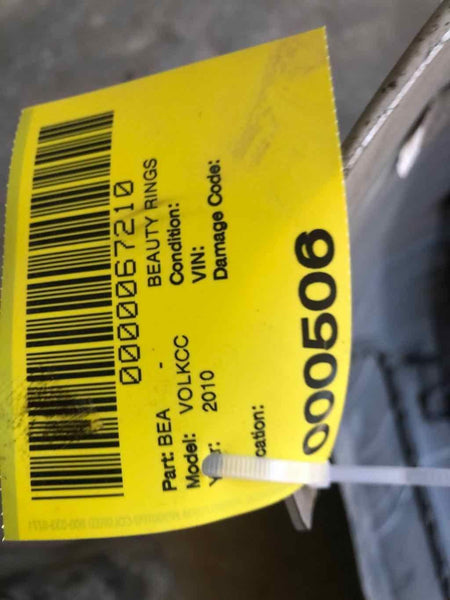 0000067210
BEAUTY RINGS
Part: BEA -
Condition:
Model: VOLKCC
VIN:
2010
Damage Code:
cation:
000506